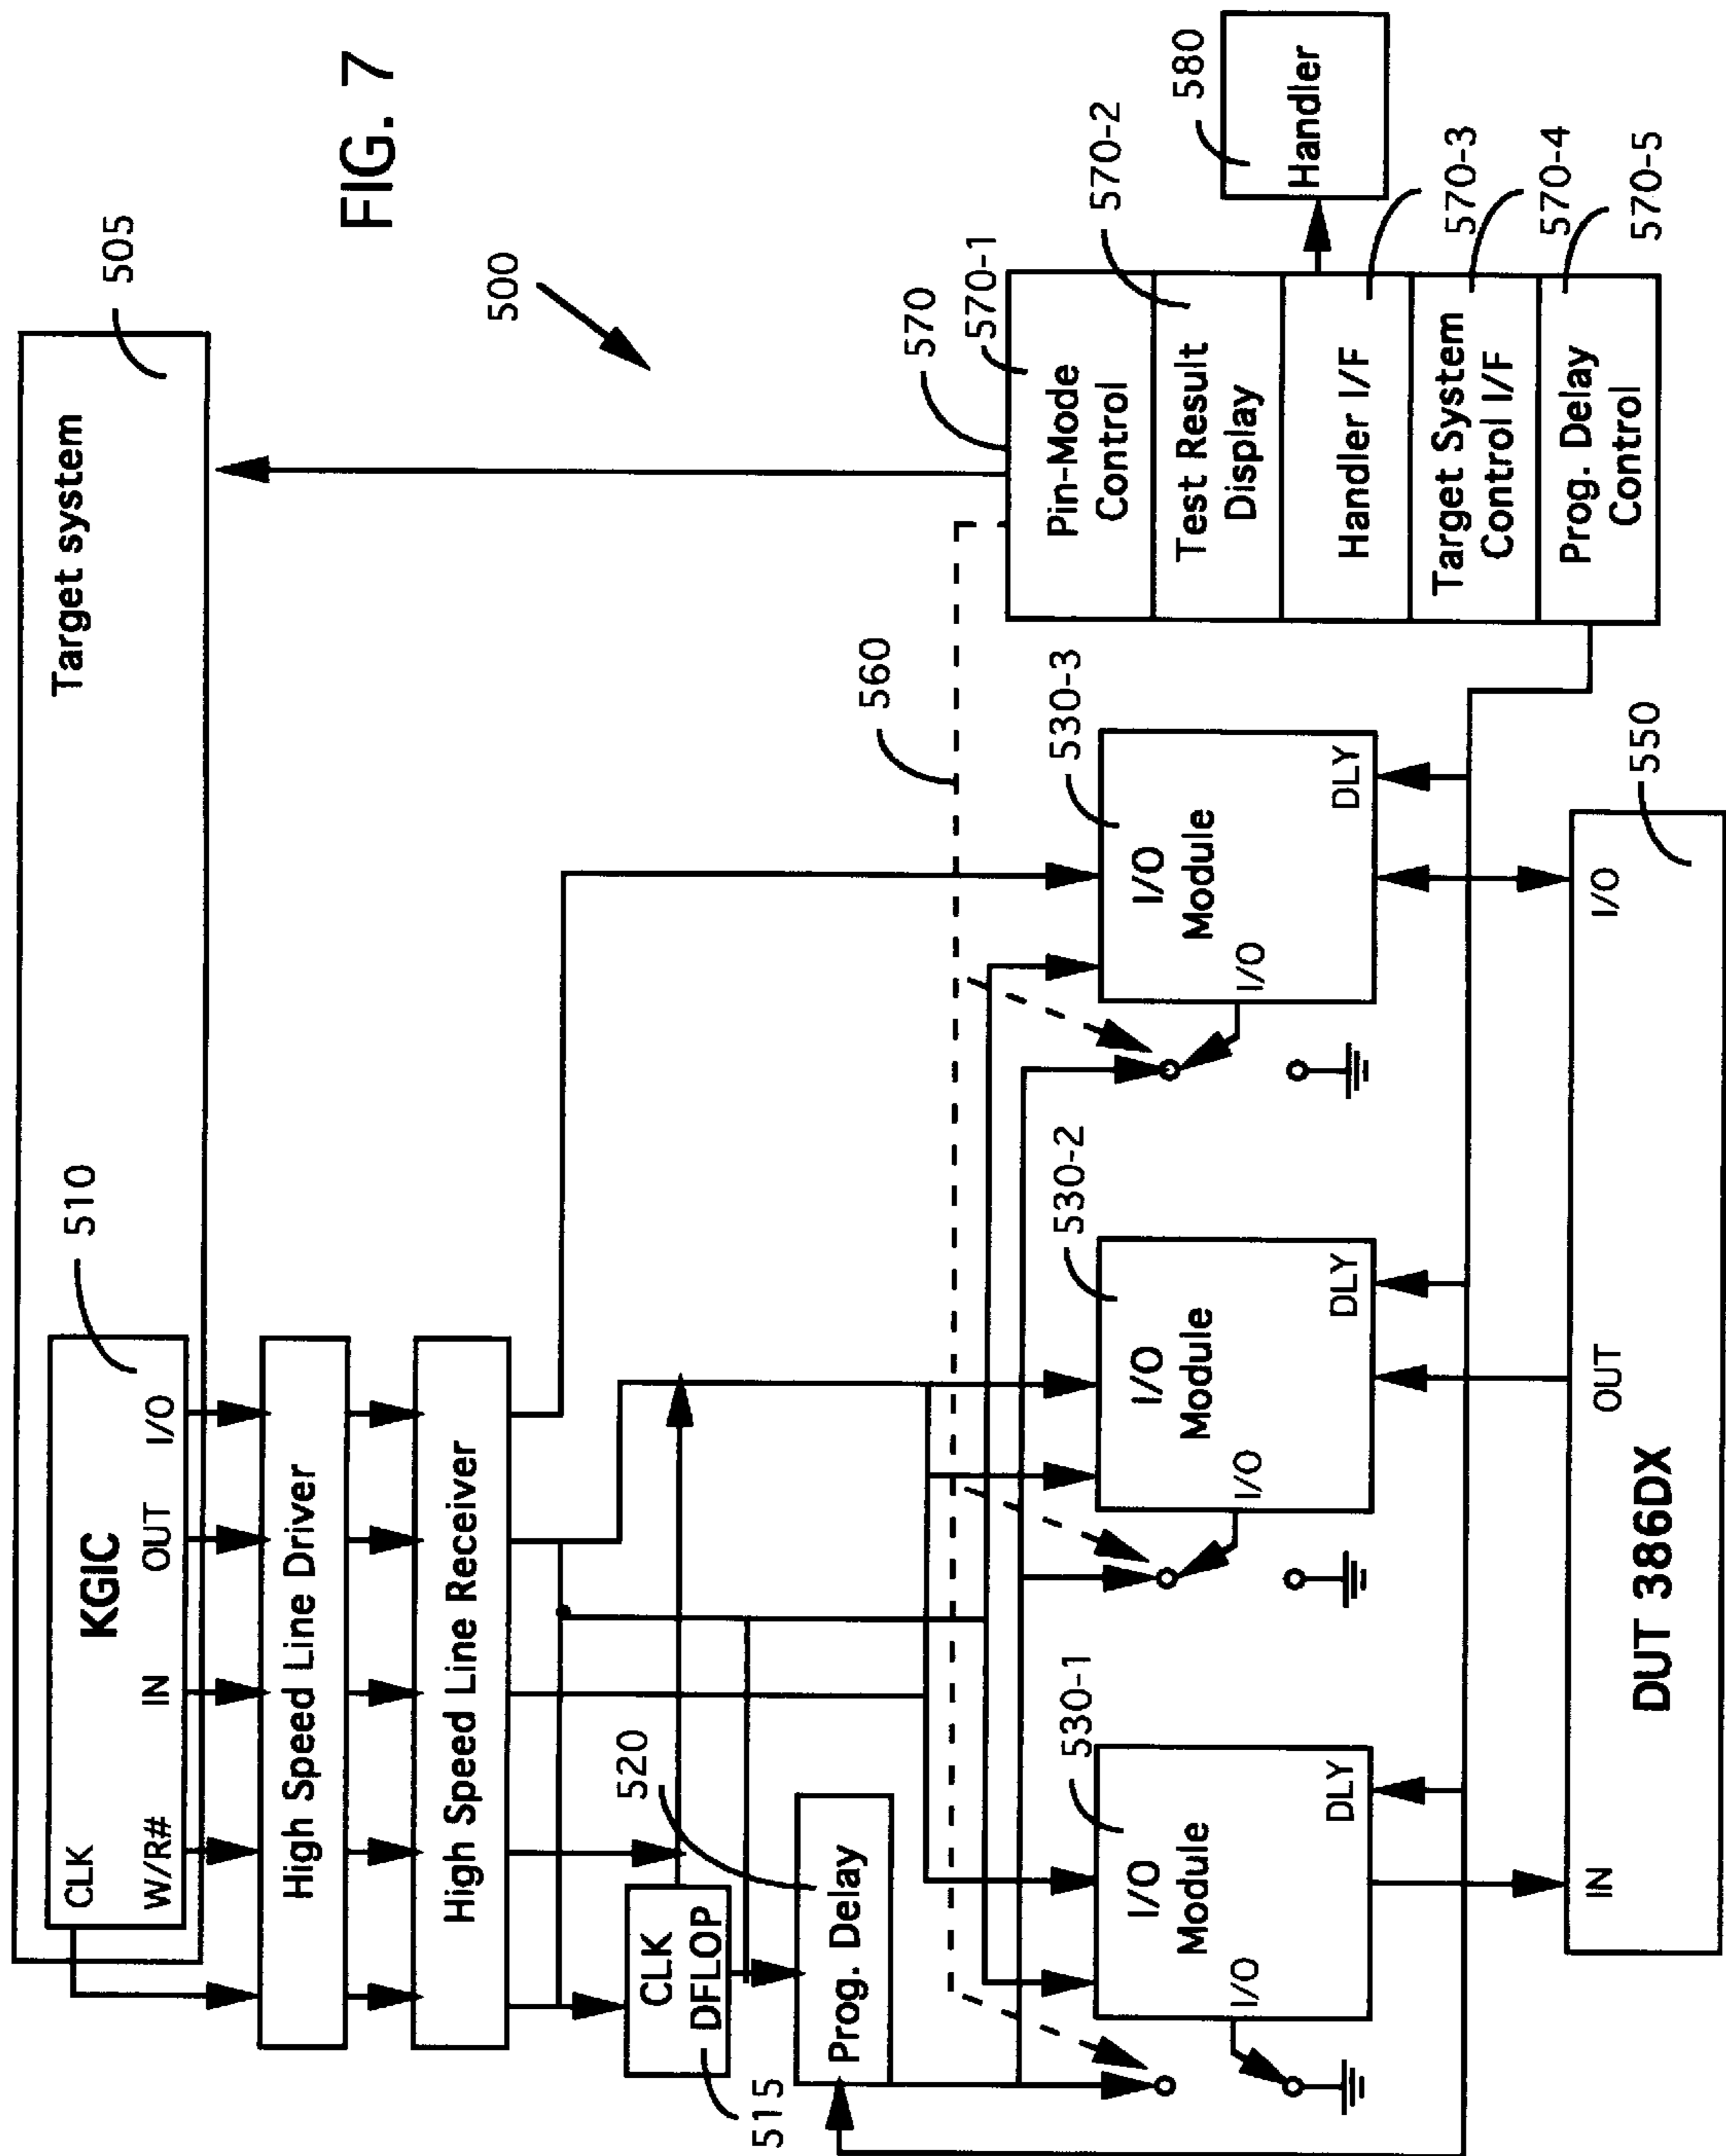 FIG. 7
500
Target system
505
KGIC
510
CLK
W/R#
IN
OUT
I/O
High Speed Line Driver
High Speed Line Receiver
CLK
DFLOP
515
Prog. Delay
520
560
I/O
Module
I/O
DLY
530-1
I/O
Module
I/O
DLY
530-2
I/O
Module
I/O
DLY
530-3
570
570-1
Pin-Mode
Control
570-2
Test Result
Display
Handler I/F
570-3
Target System
Control I/F
570-4
Prog. Delay
Control
570-5
Handler
580
IN
OUT
I/O
DUT 386DX
550